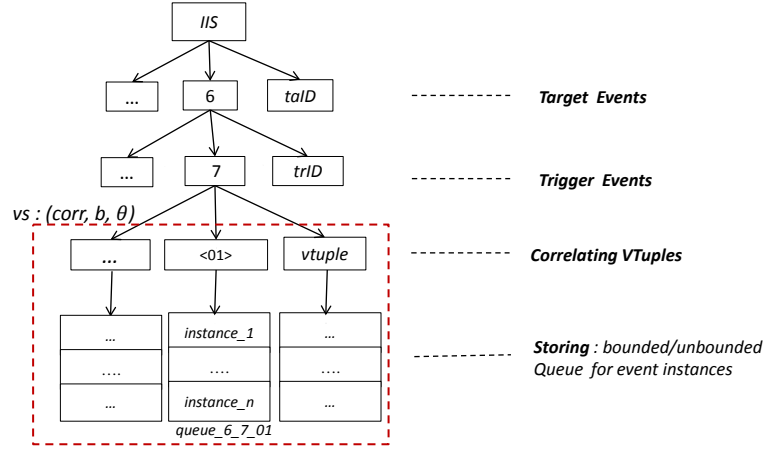 IIS
... 6 taID
Target Events
... 7 trID
Trigger Events
vs : (corr, b, θ)
... <01> vtuple
Correlating VTuples
... instance_1 ...
.... .... ....
... instance_n ...
queue_6_7_01
Storing : bounded/unbounded
Queue for event instances